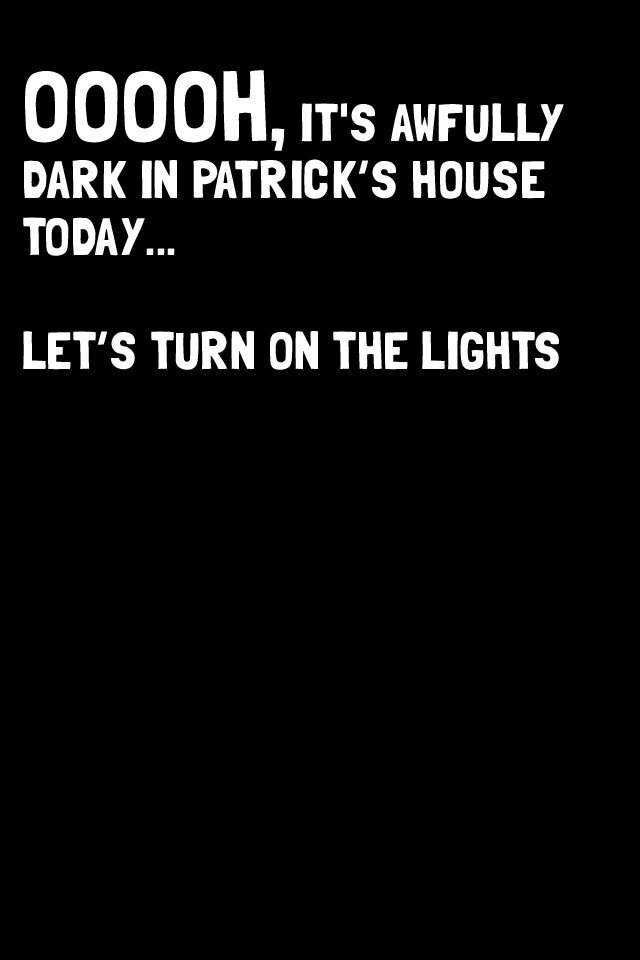 OOOOH, IT'S AWFULLY
DARK IN PATRICK’S HOUSE
TODAY...
LET’S TURN ON THE LIGHTS